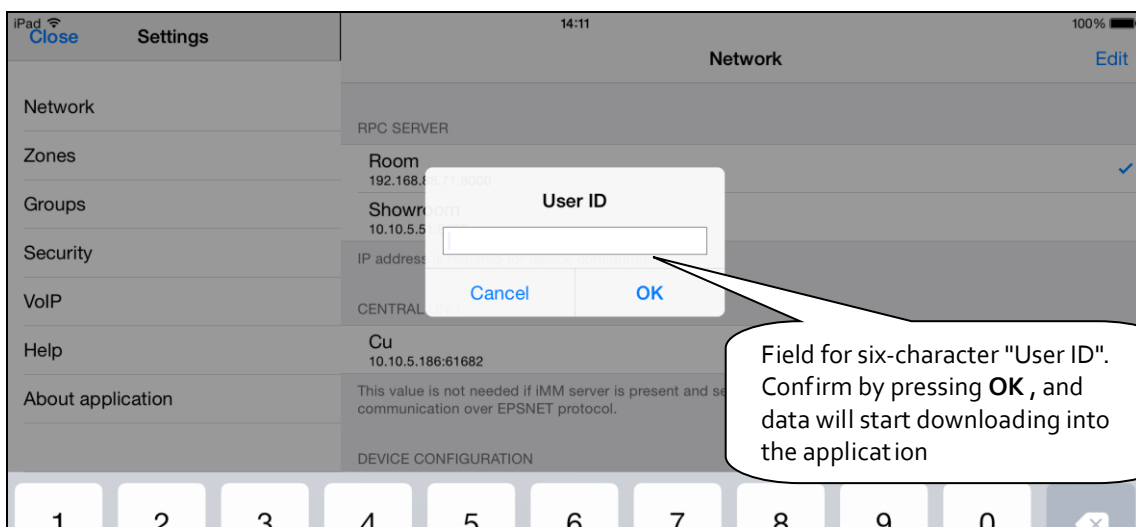 iPad 14:11 100%
Close Settings
Network Edit
Network
Zones
Groups
Security
VoIP
Help
About application
RPC SERVER
Room
192.168.88.71:8000
Showroom
10.10.5.5
IP address
CENTRAL
Cu
10.10.5.186:61682
This value is not needed if iMM server is present and se
communication over EPSNET protocol.
DEVICE CONFIGURATION
User ID
Cancel OK
Field for six-character "User ID".
Confirm by pressing OK , and
data will start downloading into
the application
1 2 3 4 5 6 7 8 9 0